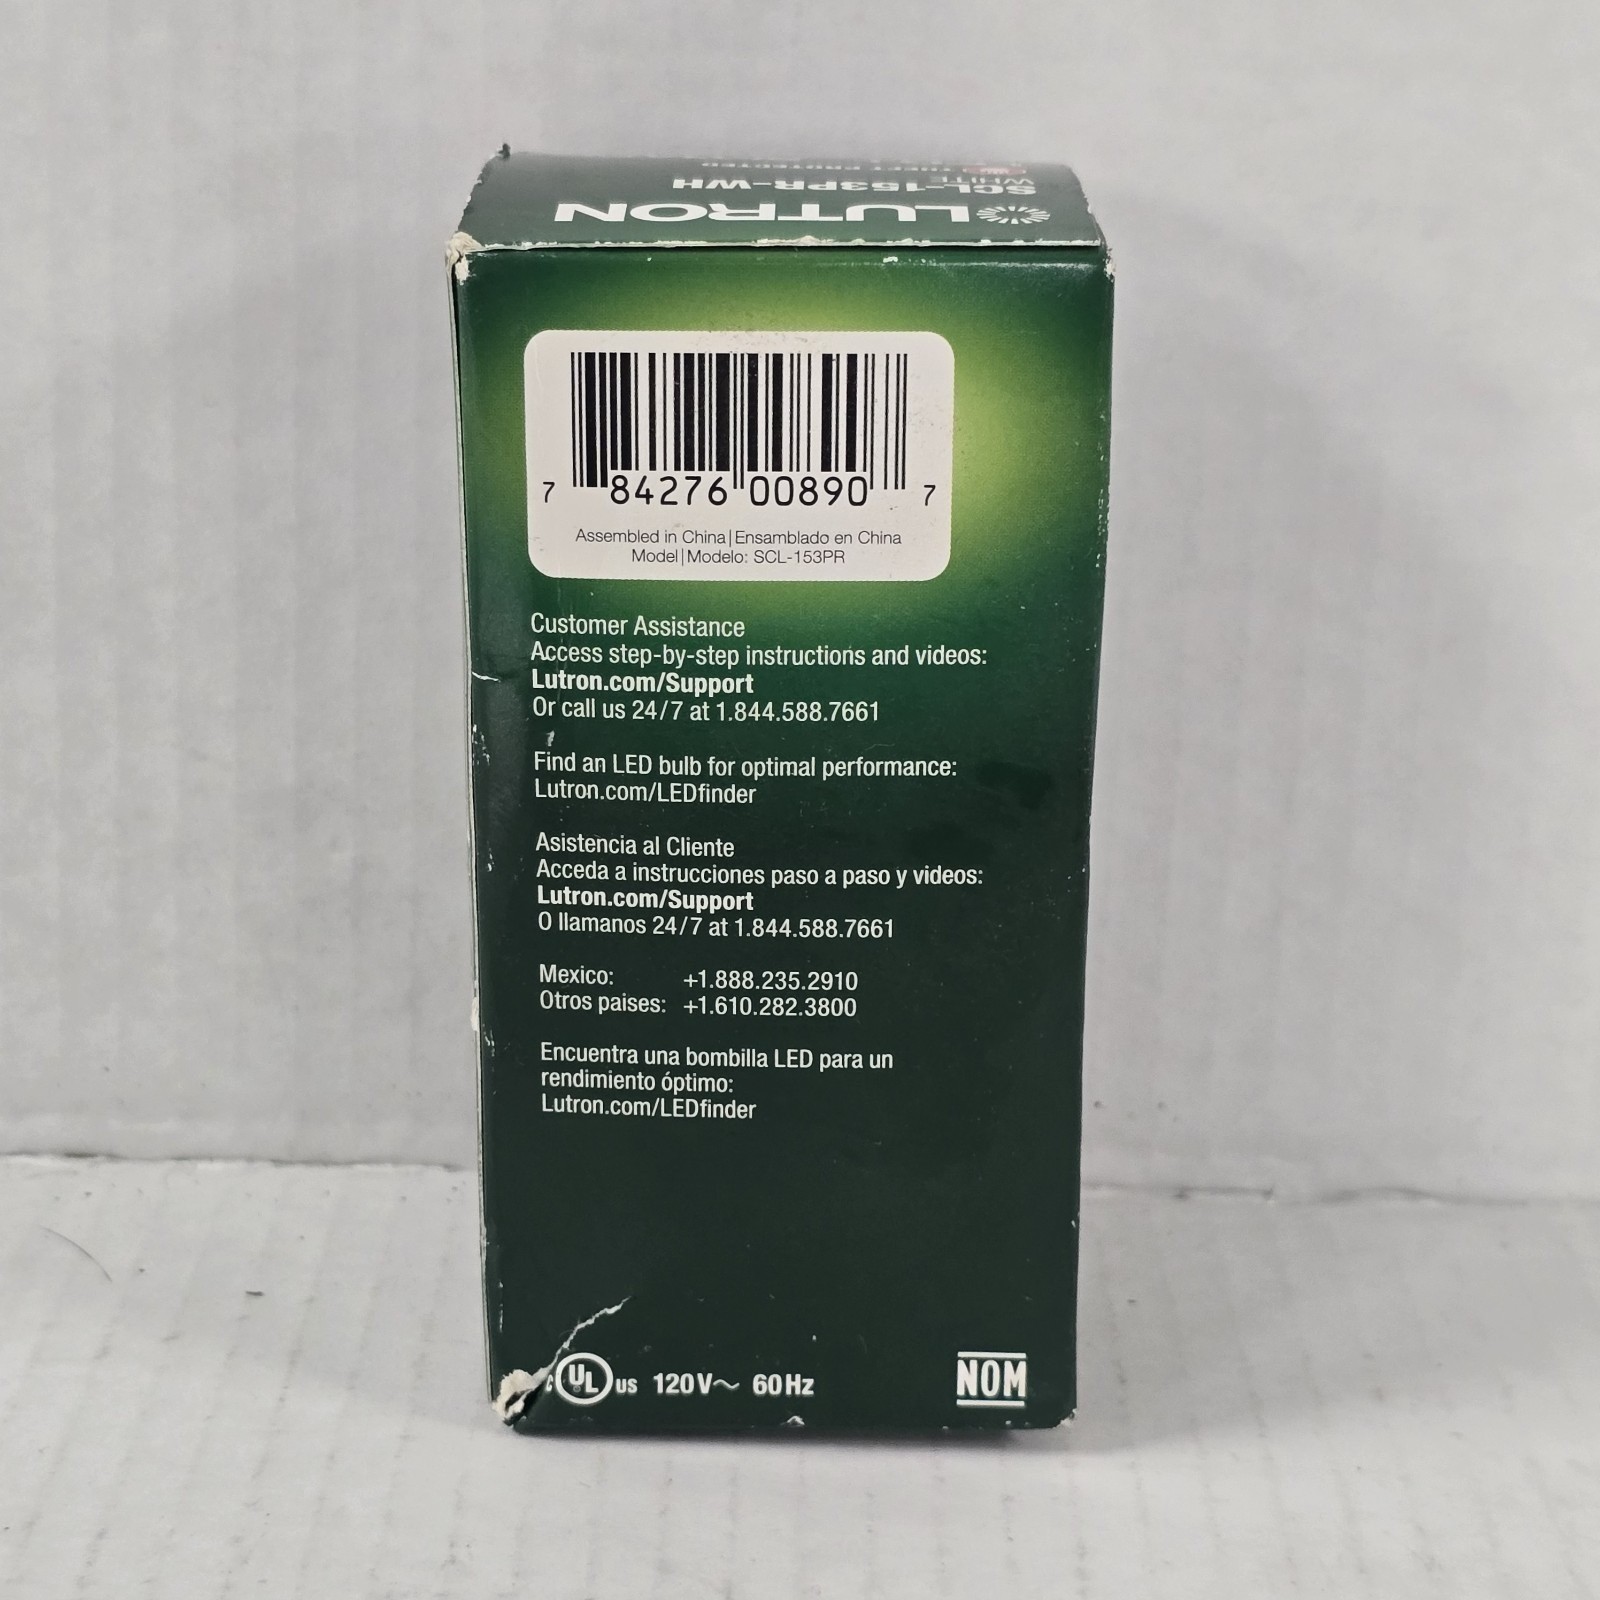 LUTRON
SCL-153PR-WH
WHITE
THEFT PROTECTED
7 84276 00890 7
Assembled in China|Ensamblado en China
Model|Modelo: SCL-153PR
Customer Assistance
Access step-by-step instructions and videos:
Lutron.com/Support
Or call us 24/7 at 1.844.588.7661
Find an LED bulb for optimal performance:
Lutron.com/LEDfinder
Asistencia al Cliente
Acceda a instrucciones paso a paso y videos:
Lutron.com/Support
O llamanos 24/7 at 1.844.588.7661
Mexico: +1.888.235.2910
Otros paises: +1.610.282.3800
Encuentra una bombilla LED para un
rendimiento óptimo:
Lutron.com/LEDfinder
c UL US 120V~ 60Hz
NOM